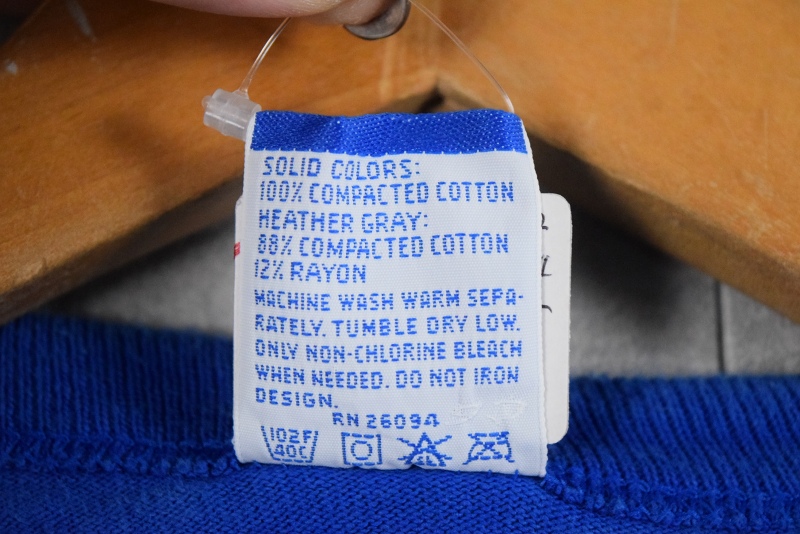 SOLID COLORS:
100% COMPACTED COTTON
HEATHER GRAY:
88% COMPACTED COTTON
12% RAYON
MACHINE WASH WARM SEPA-
RATELY. TUMBLE DRY LOW.
ONLY NON-CHLORINE BLEACH
WHEN NEEDED. DO NOT IRON
DESIGN.
RN 26094
102F/
40C
CL